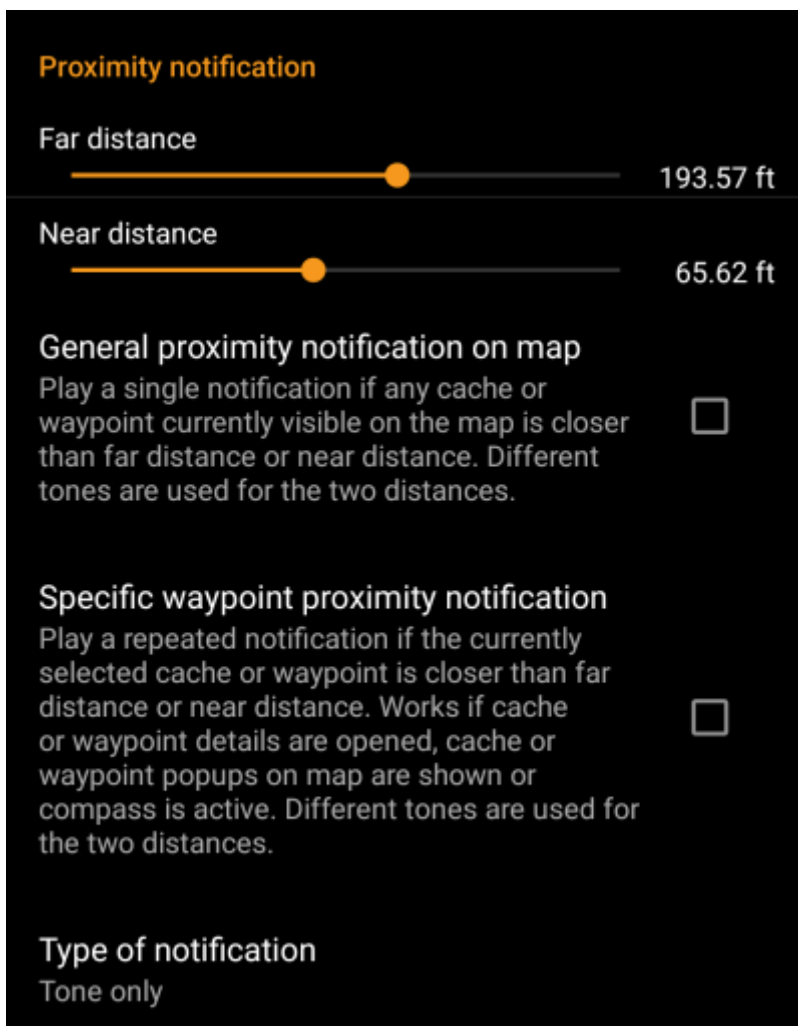 Proximity notification
Far distance
193.57 ft
Near distance
65.62 ft
General proximity notification on map
Play a single notification if any cache or
waypoint currently visible on the map is closer
than far distance or near distance. Different
tones are used for the two distances.
Specific waypoint proximity notification
Play a repeated notification if the currently
selected cache or waypoint is closer than far
distance or near distance. Works if cache
or waypoint details are opened, cache or
waypoint popups on map are shown or
compass is active. Different tones are used for
the two distances.
Type of notification
Tone only